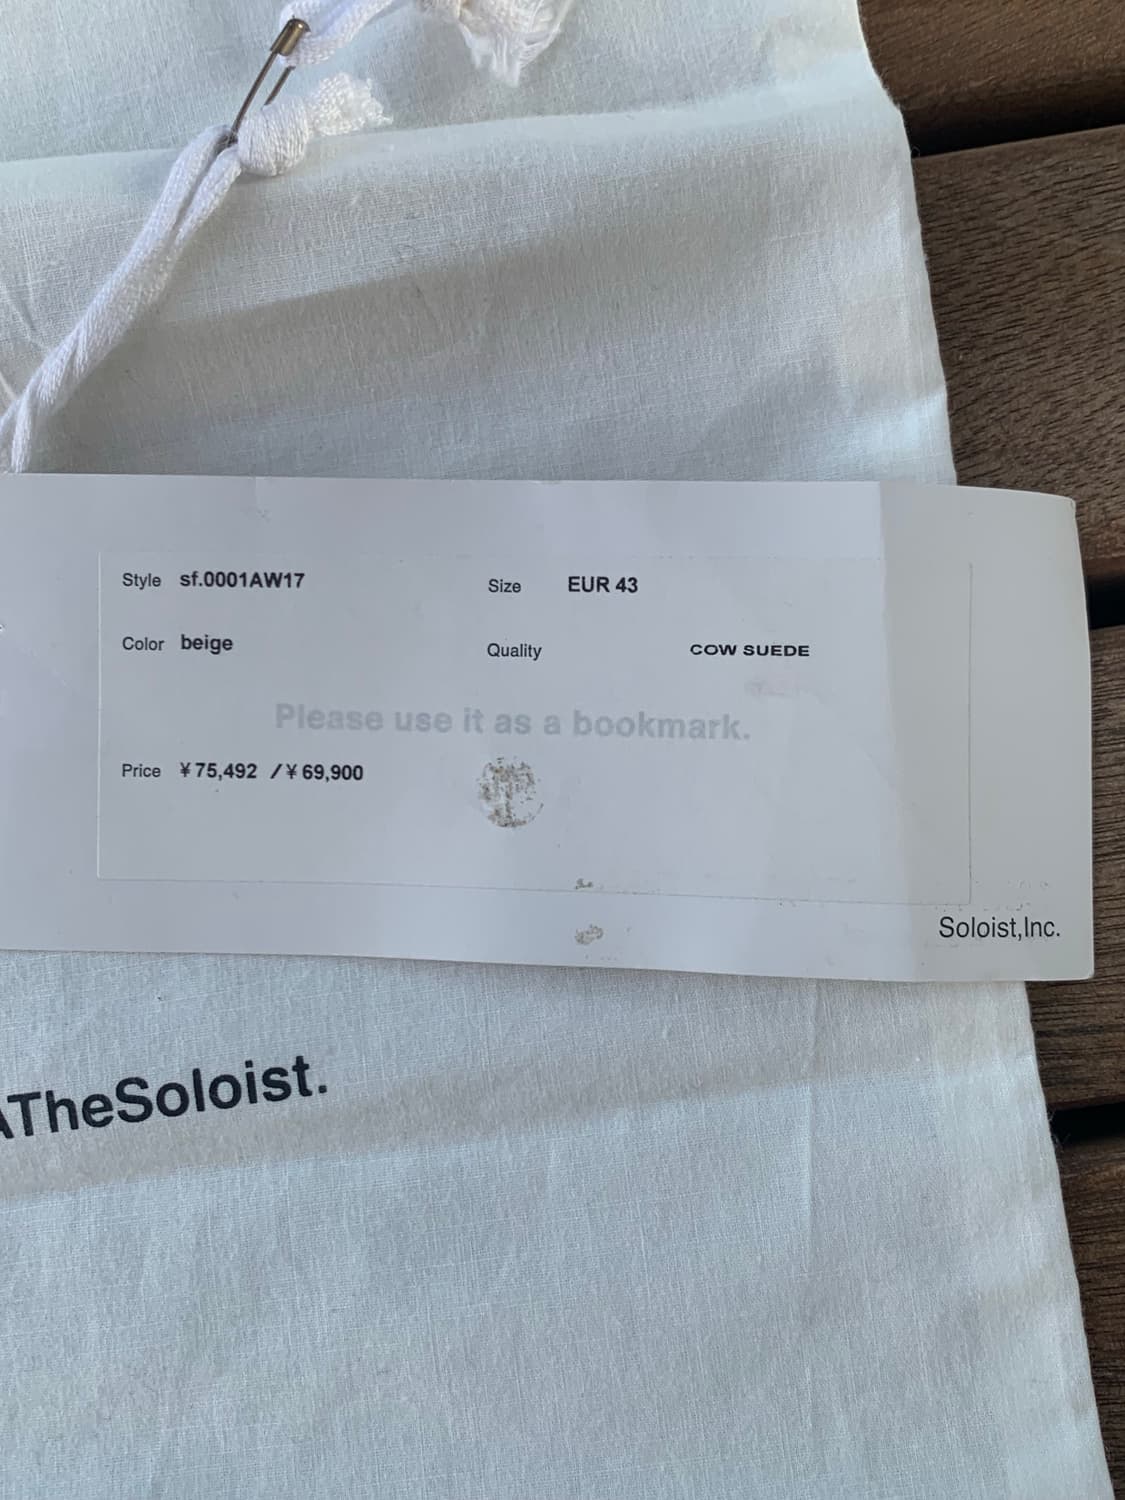 Style sf.0001AW17 Size EUR 43
Color beige Quality COW SUEDE
Please use it as a bookmark.
Price ¥75,492 /¥69,900
Soloist,Inc.
ATheSoloist.